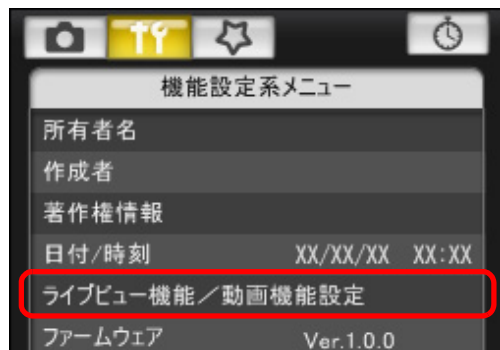 機能設定系メニュー
所有者名
作成者
著作権情報
日付/時刻 XX/XX/XX XX:XX
ライブビュー機能／動画機能設定
ファームウェア Ver.1.0.0